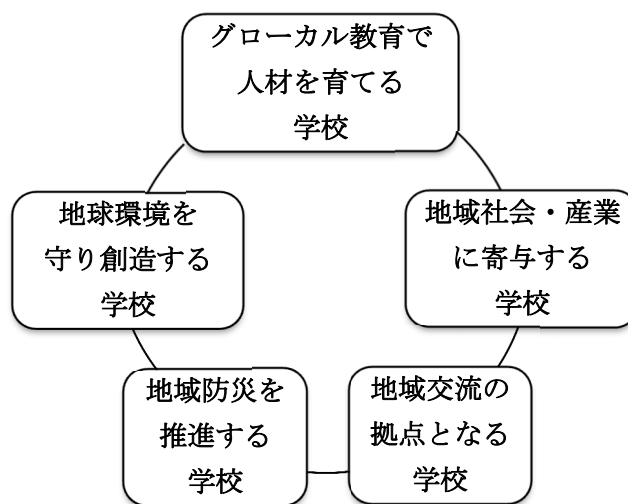 グローカル教育で
人材を育てる
学校
地球環境を
守り創造する
学校
地域社会・産業
に寄与する
学校
地域防災を
推進する
学校
地域交流の
拠点となる
学校